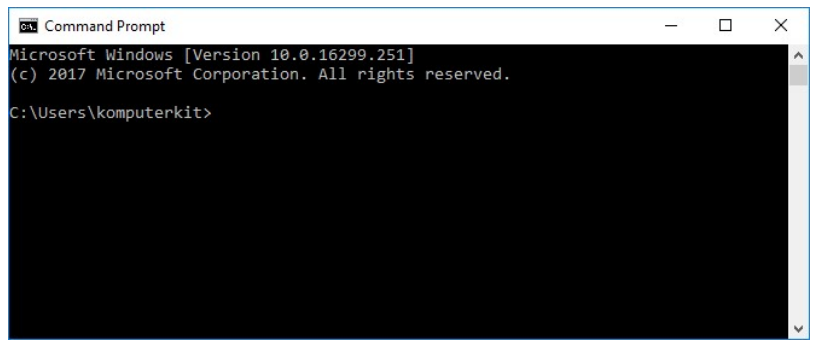 Command Prompt
Microsoft Windows [Version 10.0.16299.251]
(c) 2017 Microsoft Corporation. All rights reserved.
C:\Users\komputerkit>